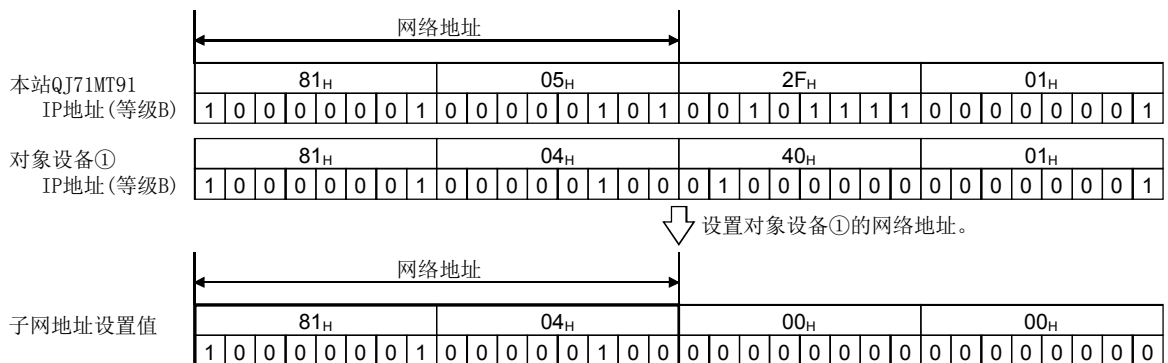 网络地址
本站QJ71MT91 81H 05H 2FH 01H
IP地址(等级B) 1 0 0 0 0 0 0 1 0 0 0 0 0 1 0 1 0 0 1 0 1 1 1 1 0 0 0 0 0 0 0 1
对象设备① 81H 04H 40H 01H
IP地址(等级B) 1 0 0 0 0 0 0 1 0 0 0 0 0 1 0 0 0 1 0 0 0 0 0 0 0 0 0 0 0 0 0 1
设置对象设备①的网络地址。
网络地址
子网地址设置值 81H 04H 00H 00H
1 0 0 0 0 0 0 1 0 0 0 0 0 1 0 0 0 0 0 0 0 0 0 0 0 0 0 0 0 0 0 0